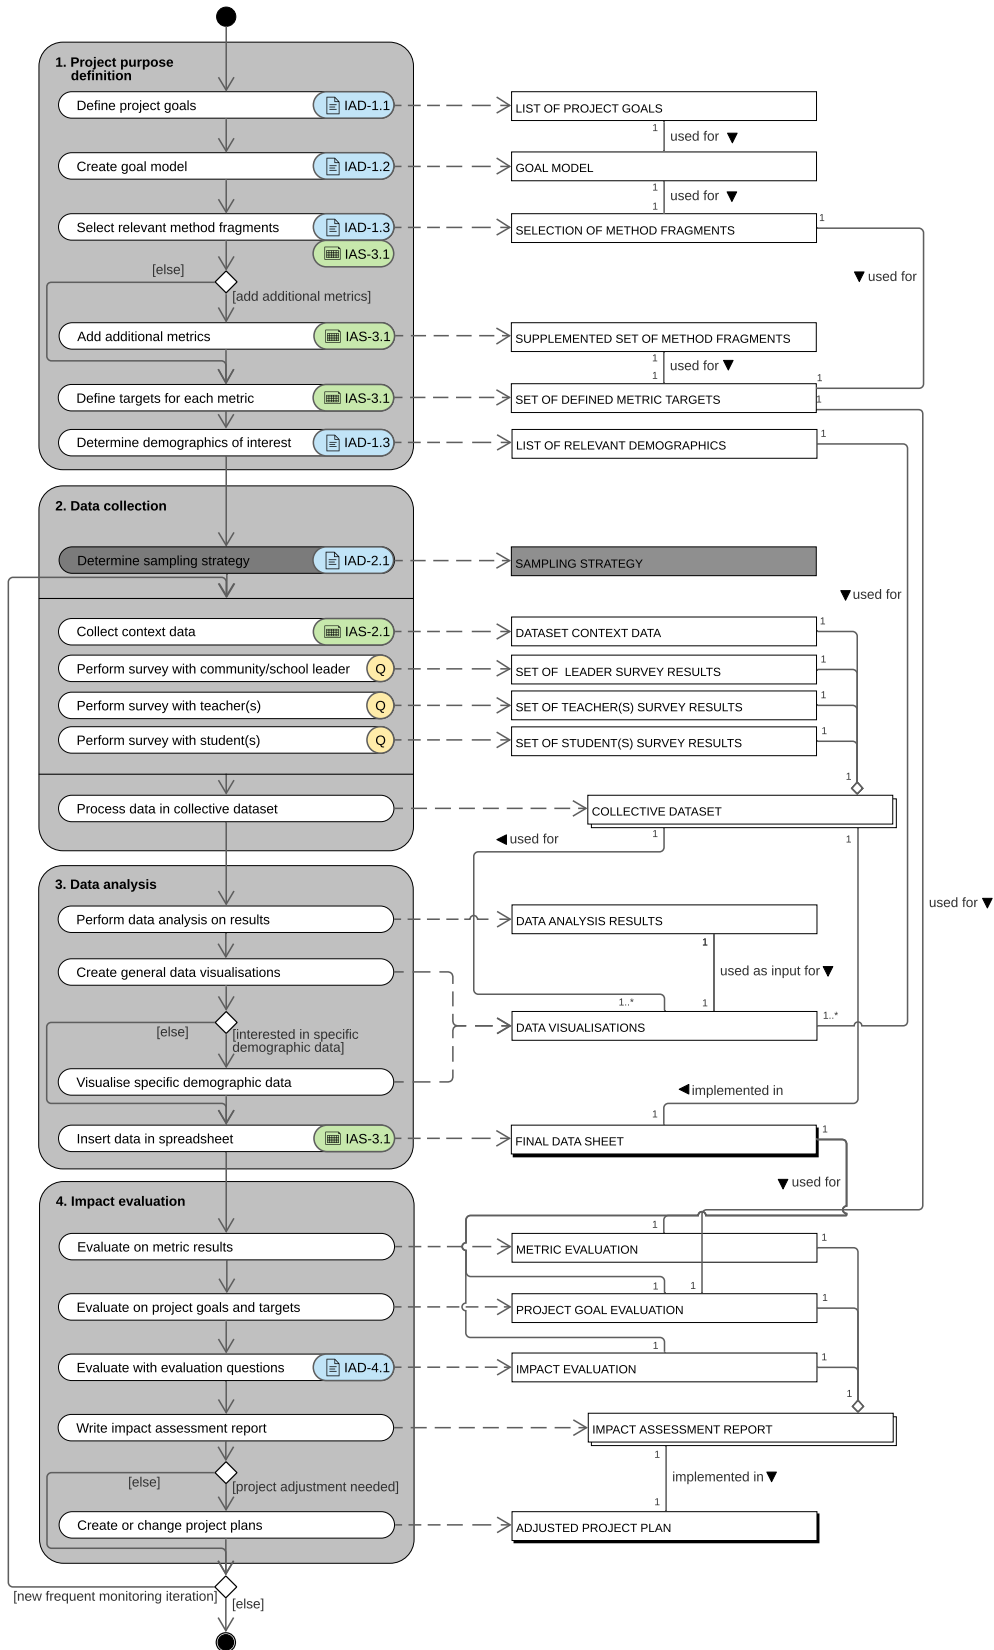 1. Project purpose
definition
Define project goals
IAD-1.1
LIST OF PROJECT GOALS
1
used for ▼
Create goal model
IAD-1.2
GOAL MODEL
1
used for ▼
1
Select relevant method fragments
IAD-1.3
SELECTION OF METHOD FRAGMENTS
1
IAS-3.1
[else]
[add additional metrics]
▼ used for
Add additional metrics
IAS-3.1
SUPPLEMENTED SET OF METHOD FRAGMENTS
1
used for ▼
1
1
Define targets for each metric
IAS-3.1
SET OF DEFINED METRIC TARGETS
1
Determine demographics of interest
IAD-1.3
LIST OF RELEVANT DEMOGRAPHICS
1
2. Data collection
Determine sampling strategy
IAD-2.1
SAMPLING STRATEGY
▼ used for
Collect context data
IAS-2.1
DATASET CONTEXT DATA
1
Perform survey with community/school leader
Q
SET OF LEADER SURVEY RESULTS
1
Perform survey with teacher(s)
Q
SET OF TEACHER(S) SURVEY RESULTS
1
Perform survey with student(s)
Q
SET OF STUDENT(S) SURVEY RESULTS
1
1
Process data in collective dataset
COLLECTIVE DATASET
1
1
◀ used for
3. Data analysis
used for ▼
Perform data analysis on results
DATA ANALYSIS RESULTS
1
Create general data visualisations
used as input for ▼
1..*
1
[else]
[interested in specific
demographic data]
DATA VISUALISATIONS
1..*
Visualise specific demographic data
◀ implemented in
1
Insert data in spreadsheet
IAS-3.1
FINAL DATA SHEET
1
▼ used for
4. Impact evaluation
1
Evaluate on metric results
METRIC EVALUATION
1
1
1
Evaluate on project goals and targets
PROJECT GOAL EVALUATION
1
1
Evaluate with evaluation questions
IAD-4.1
IMPACT EVALUATION
1
1
Write impact assessment report
IMPACT ASSESSMENT REPORT
1
[else]
[project adjustment needed]
implemented in ▼
1
Create or change project plans
ADJUSTED PROJECT PLAN
[new frequent monitoring iteration]
[else]